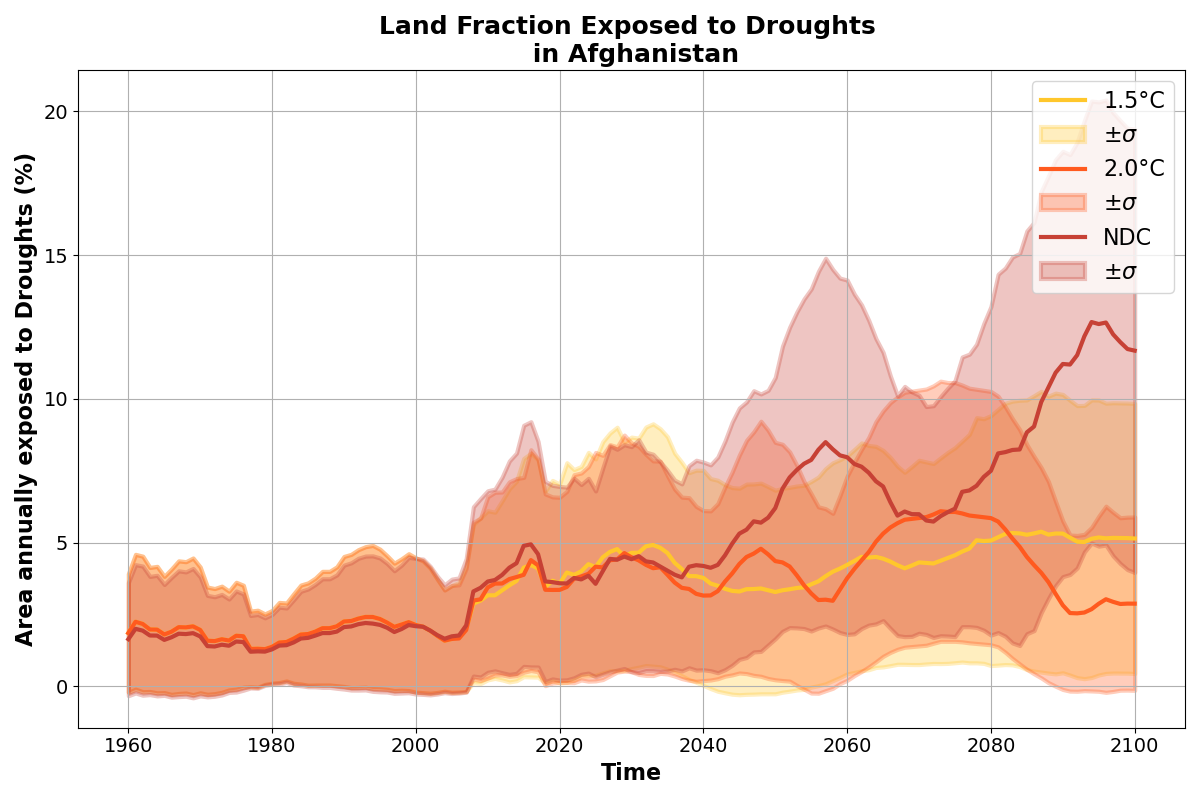 Land Fraction Exposed to Droughts
in Afghanistan
Area annually exposed to Droughts (%)
20
15
10
5
0
1.5°C
±σ
2.0°C
±σ
NDC
±σ
1960 1980 2000 2020 2040 2060 2080 2100
Time